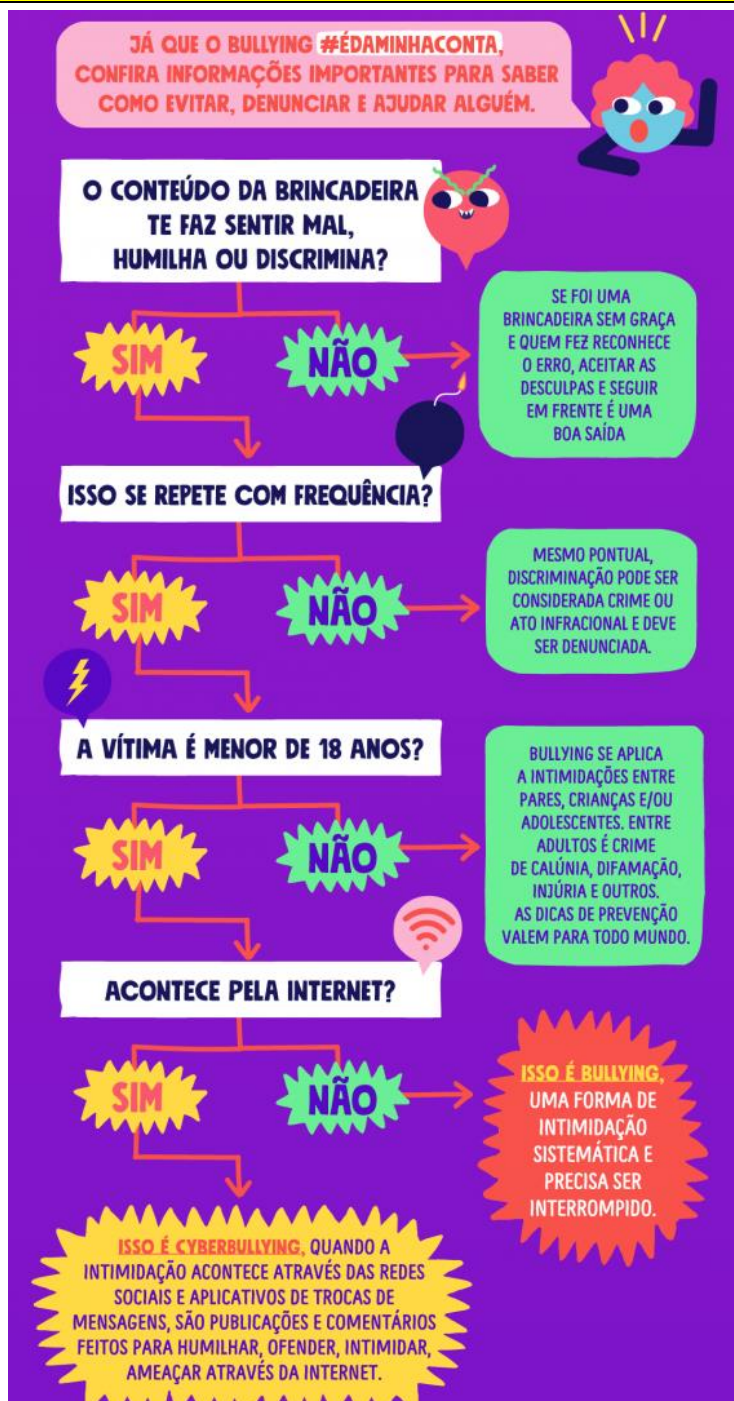 JÁ QUE O BULLYING #ÉDAMINHACONTA,
CONFIRA INFORMAÇÕES IMPORTANTES PARA SABER
COMO EVITAR, DENUNCIAR E AJUDAR ALGUÉM.
O CONTEÚDO DA BRINCADEIRA
TE FAZ SENTIR MAL,
HUMILHA OU DISCRIMINA?
SIM
NÃO
SE FOI UMA
BRINCADEIRA SEM GRAÇA
E QUEM FEZ RECONHECE
O ERRO, ACEITAR AS
DESCULPAS E SEGUIR
EM FRENTE É UMA
BOA SAÍDA
ISSO SE REPETE COM FREQUÊNCIA?
SIM
NÃO
MESMO PONTUAL,
DISCRIMINAÇÃO PODE SER
CONSIDERADA CRIME OU
ATO INFRACIONAL E DEVE
SER DENUNCIADA.
A VÍTIMA É MENOR DE 18 ANOS?
SIM
NÃO
BULLYING SE APLICA
A INTIMIDAÇÕES ENTRE
PARES, CRIANÇAS E/OU
ADOLESCENTES. ENTRE
ADULTOS É CRIME
DE CALÚNIA, DIFAMAÇÃO,
INJÚRIA E OUTROS.
AS DICAS DE PREVENÇÃO
VALEM PARA TODO MUNDO.
ACONTECE PELA INTERNET?
SIM
NÃO
ISSO É BULLYING,
UMA FORMA DE
INTIMIDAÇÃO
SISTEMÁTICA E
PRECISA SER
INTERROMPIDO.
ISSO É CYBERBULLYING, QUANDO A
INTIMIDAÇÃO ACONTECE ATRAVÉS DAS REDES
SOCIAIS E APLICATIVOS DE TROCAS DE
MENSAGENS, SÃO PUBLICAÇÕES E COMENTÁRIOS
FEITOS PARA HUMILHAR, OFENDER, INTIMIDAR,
AMEAÇAR ATRAVÉS DA INTERNET.